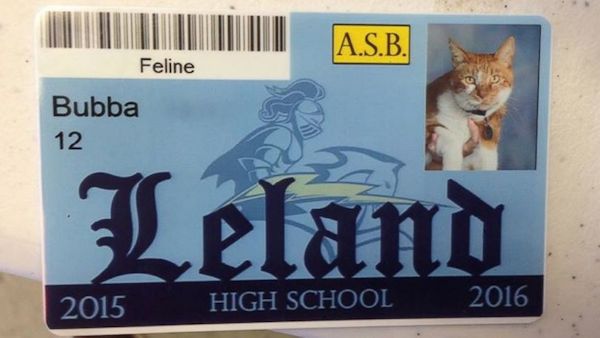 Feline
A.S.B.
Bubba
12
Leland
2015 HIGH SCHOOL 2016